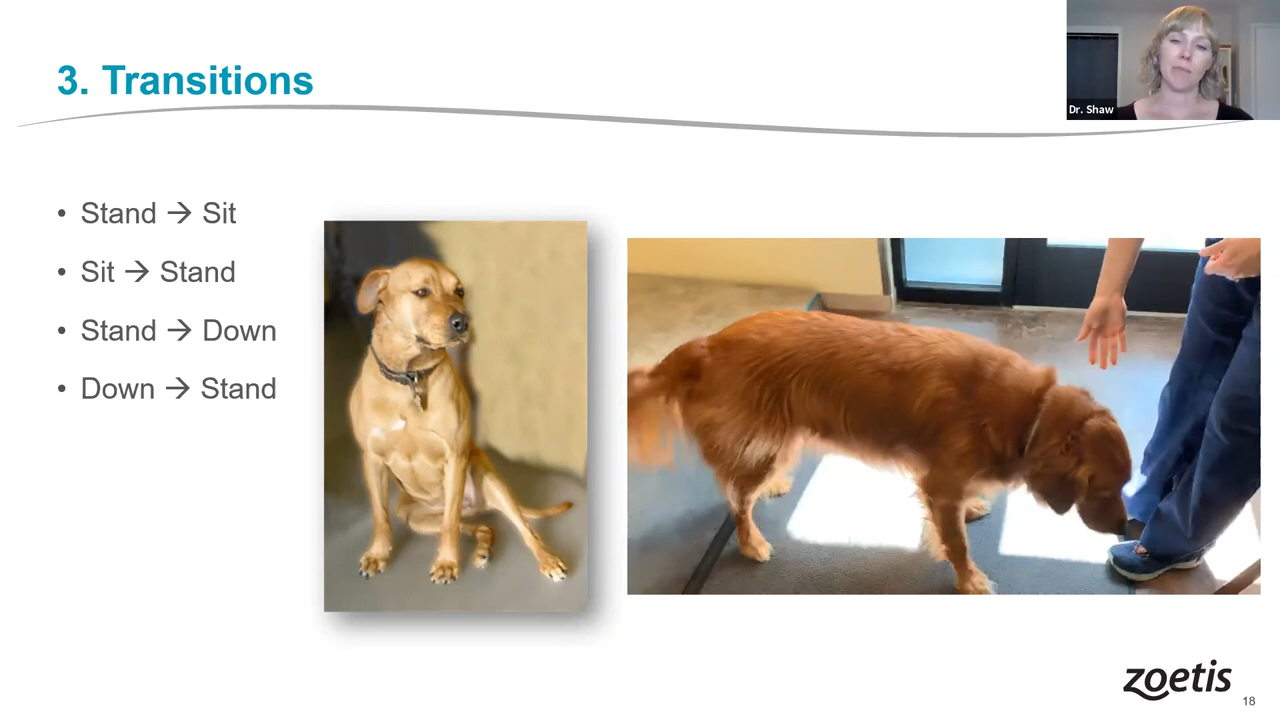 3. Transitions
Dr. Shaw
• Stand → Sit
• Sit → Stand
• Stand → Down
• Down → Stand
zoetis
18